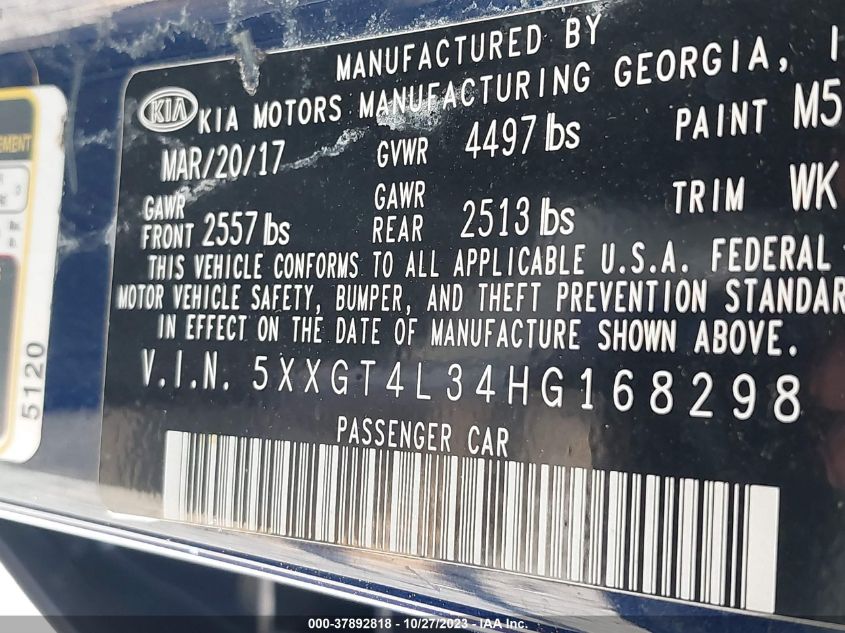 MANUFACTURED BY
KIA KIA MOTORS MANUFACTURING GEORGIA, I
MAR/20/17 GVWR 4497 lbs PAINT M5
GAWR FRONT 2557 lbs GAWR REAR 2513 lbs TRIM WK
THIS VEHICLE CONFORMS TO ALL APPLICABLE U.S.A. FEDERAL
MOTOR VEHICLE SAFETY, BUMPER, AND THEFT PREVENTION STANDAR
IN EFFECT ON THE DATE OF MANUFACTURE SHOWN ABOVE.
V.I.N. 5XXGT4L34HG168298
PASSENGER CAR
EMENT
5120
000-37892818 - 10/27/2023 - IAA Inc.